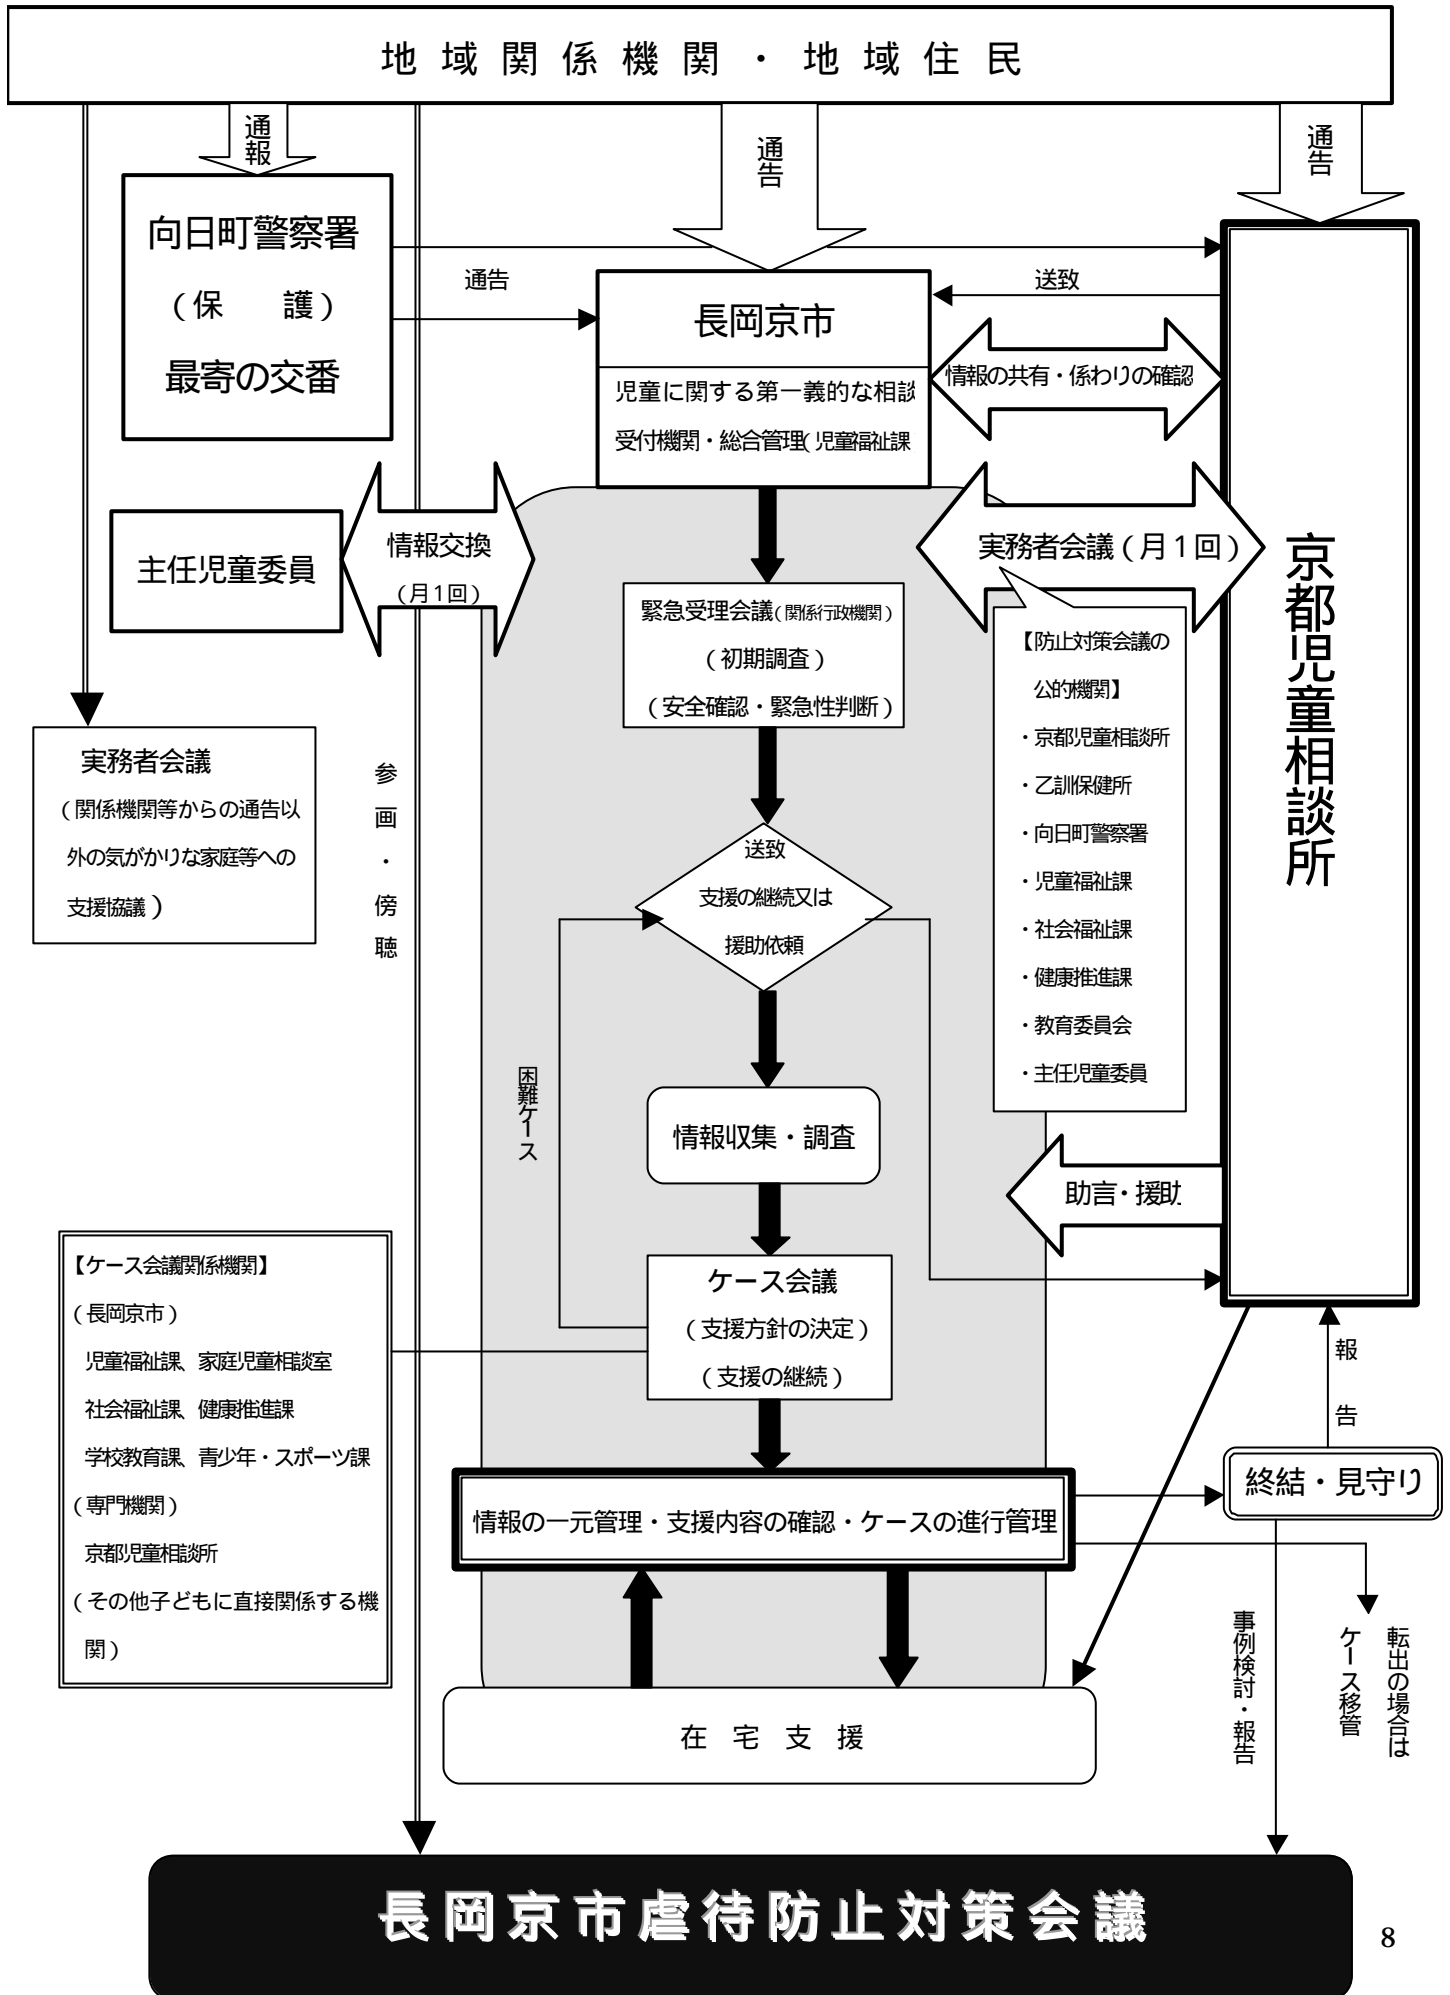 地域関係機関・地域住民
通報
通告
通告
向日町警察署
（保　護）
最寄の交番
通告
送致
長岡京市
児童に関する第一義的な相談
受付機関・総合管理（児童福祉課
情報の共有・係わりの確認
主任児童委員
情報交換
（月1回）
実務者会議（月1回）
緊急受理会議（関係行政機関）
（初期調査）
（安全確認・緊急性判断）
【防止対策会議の
公的機関】
・京都児童相談所
・乙訓保健所
・向日町警察署
・児童福祉課
・社会福祉課
・健康推進課
・教育委員会
・主任児童委員
京都児童相談所
実務者会議
（関係機関等からの通告以
外の気がかりな家庭等への
支援協議）
参画・傍聴
送致
支援の継続又は
援助依頼
困難ケース
情報収集・調査
助言・援助
ケース会議
（支援方針の決定）
（支援の継続）
【ケース会議関係機関】
（長岡京市）
児童福祉課、家庭児童相談室
社会福祉課、健康推進課
学校教育課、青少年・スポーツ課
（専門機関）
京都児童相談所
（その他子どもに直接関係する機
関）
報告
終結・見守り
情報の一元管理・支援内容の確認・ケースの進行管理
事例検討・報告
転出の場合は
ケース移管
在宅支援
長岡京市虐待防止対策会議
8